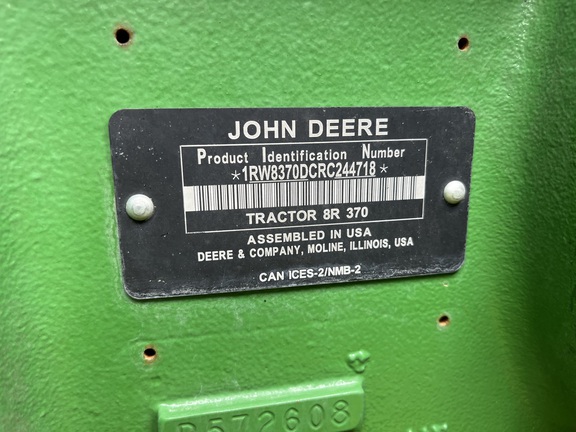 JOHN DEERE
Product Identification Number
*1RW8370DCRC244718*
TRACTOR 8R 370
ASSEMBLED IN USA
DEERE & COMPANY, MOLINE, ILLINOIS, USA
CAN ICES-2/NMB-2
R572608